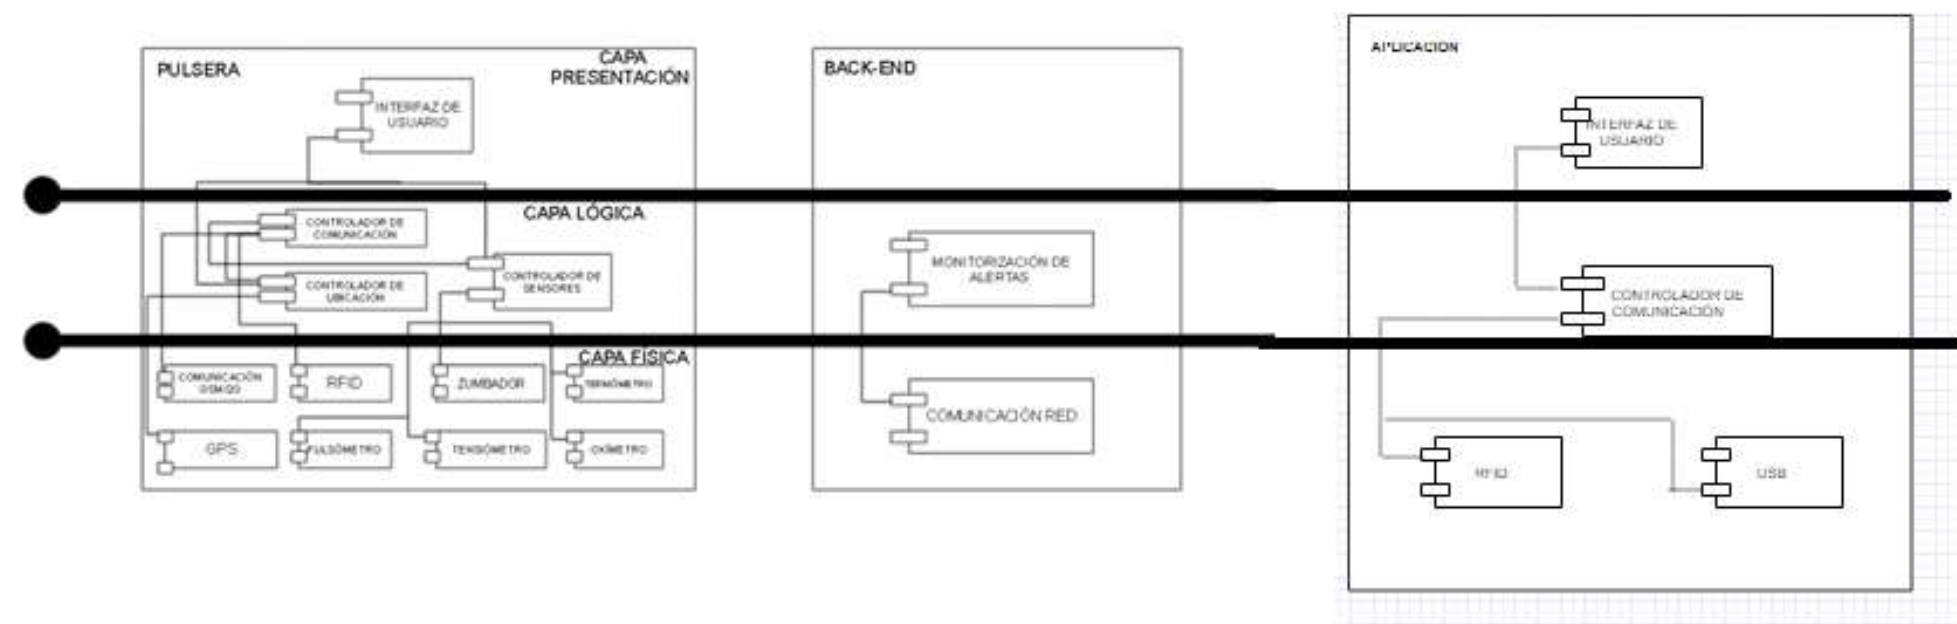 PULSERA
CAPA
PRESENTACIÓN
INTERFAZ DE
USUARIO
CAPA LÓGICA
CONTROLADOR DE
COMUNICACIÓN
CONTROLADOR DE
UBICACIÓN
CONTROLADOR DE
SENSORES
CAPA FÍSICA
COMUNICACIÓN
RFID
ZUMBADOR
TERMÓMETRO
GPS
PULSÓMETRO
TENSIÓMETRO
OXÍMETRO
BACK-END
MONITORIZACIÓN DE
ALERTAS
COMUNICACIÓN RED
APLICACIÓN
INTERFAZ DE
USUARIO
CONTROLADOR DE
COMUNICACIÓN
RFID
USB